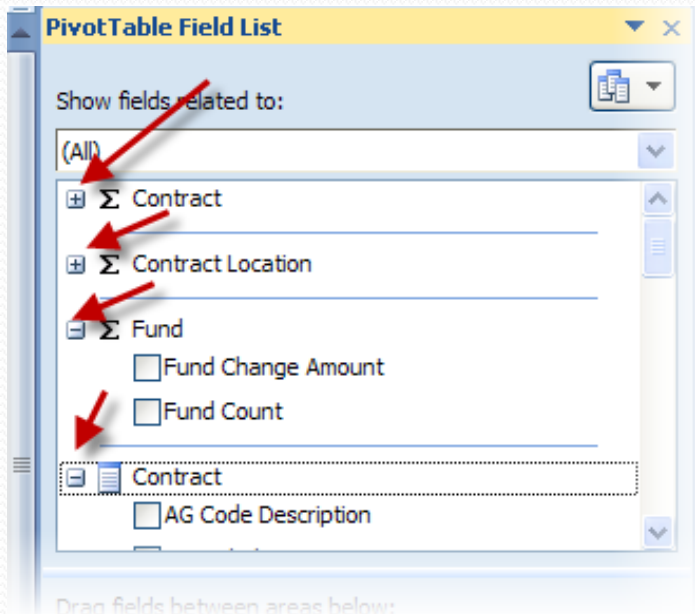 PivotTable Field List
Show fields related to:
(All)
Σ Contract
Σ Contract Location
Σ Fund
Fund Change Amount
Fund Count
Contract
AG Code Description
Drag fields between areas below: